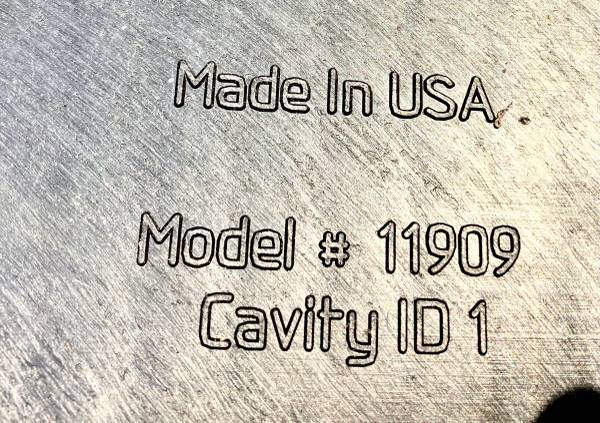 Made In USA
Model # 11909
Cavity ID 1